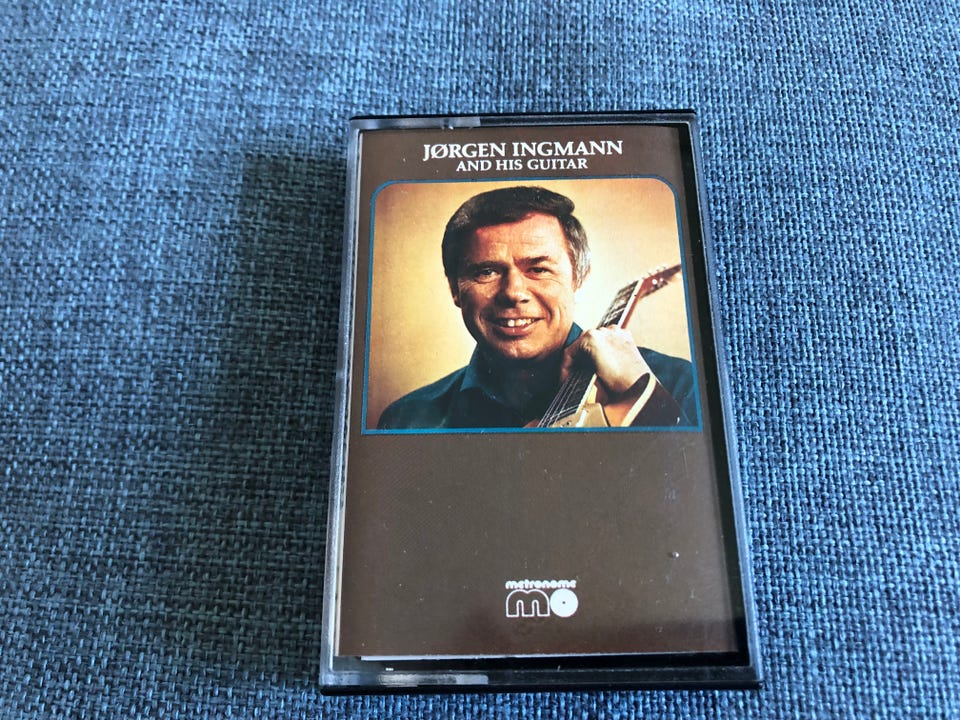 JØRGEN INGMANN
AND HIS GUITAR
metronome
mo